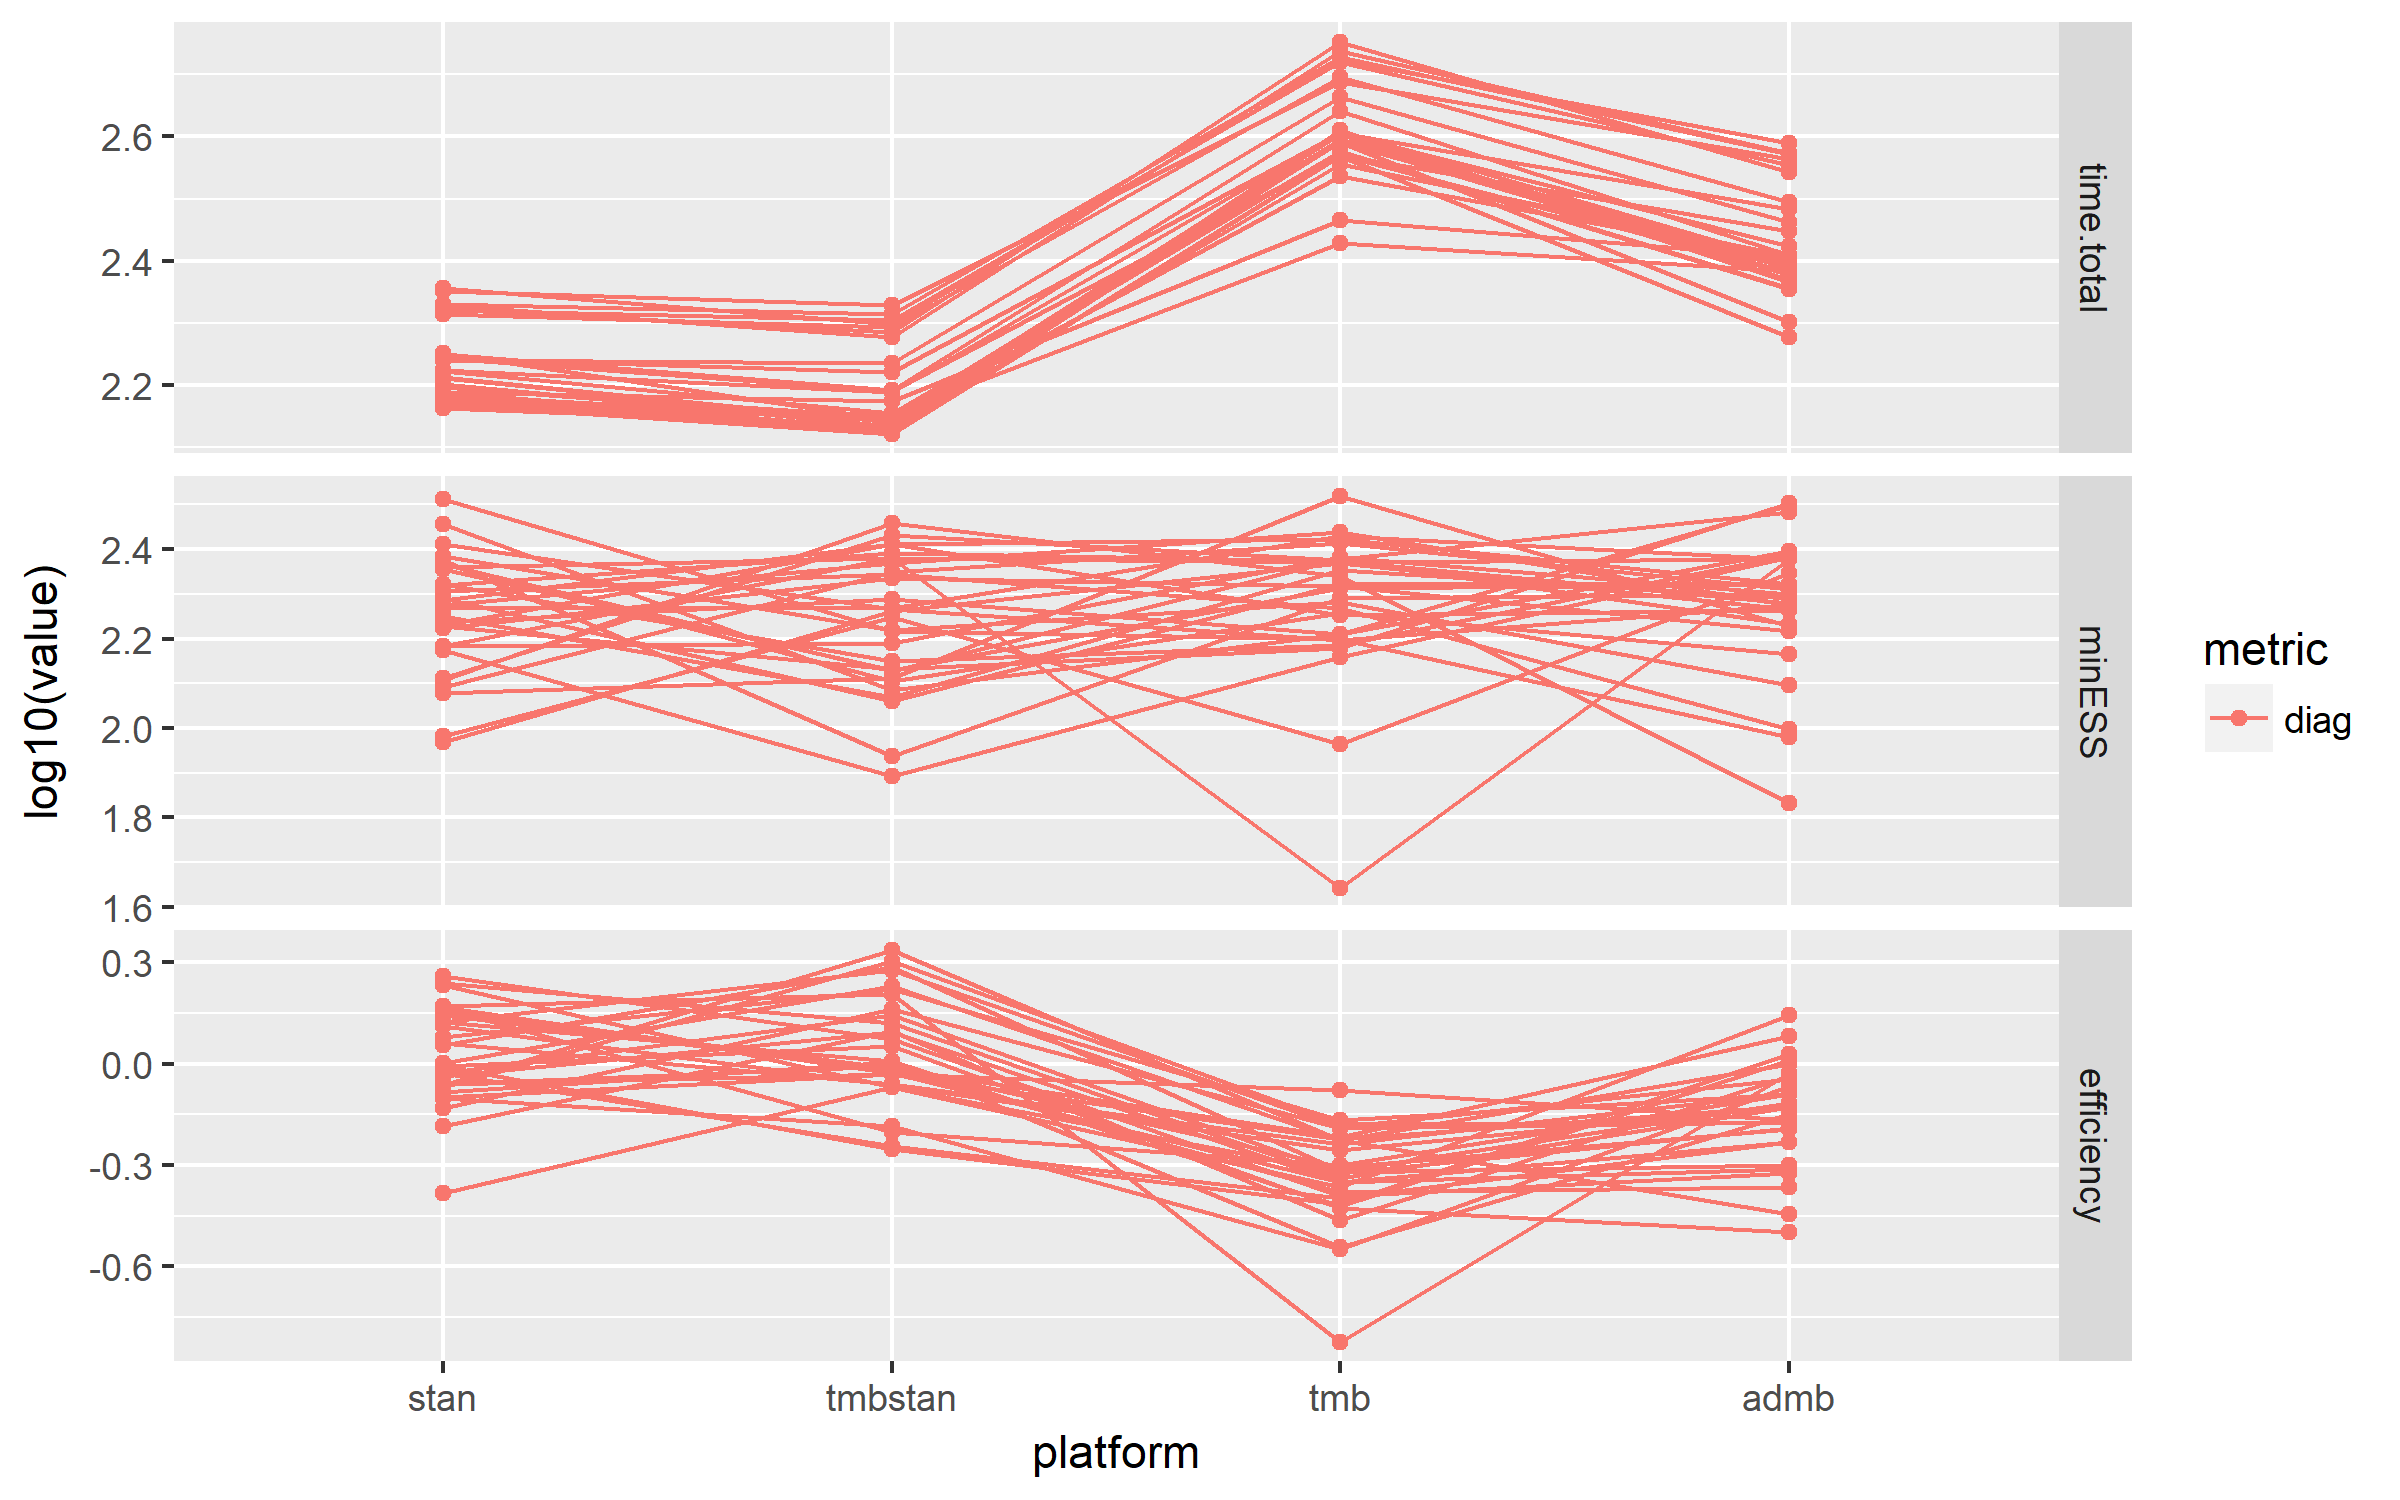 2.6
2.4
2.2
time.total
2.4
2.2
2.0
1.8
1.6
minESS
0.3
0.0
-0.3
-0.6
efficiency
log10(value)
stan tmbstan tmb admb
platform
metric
diag